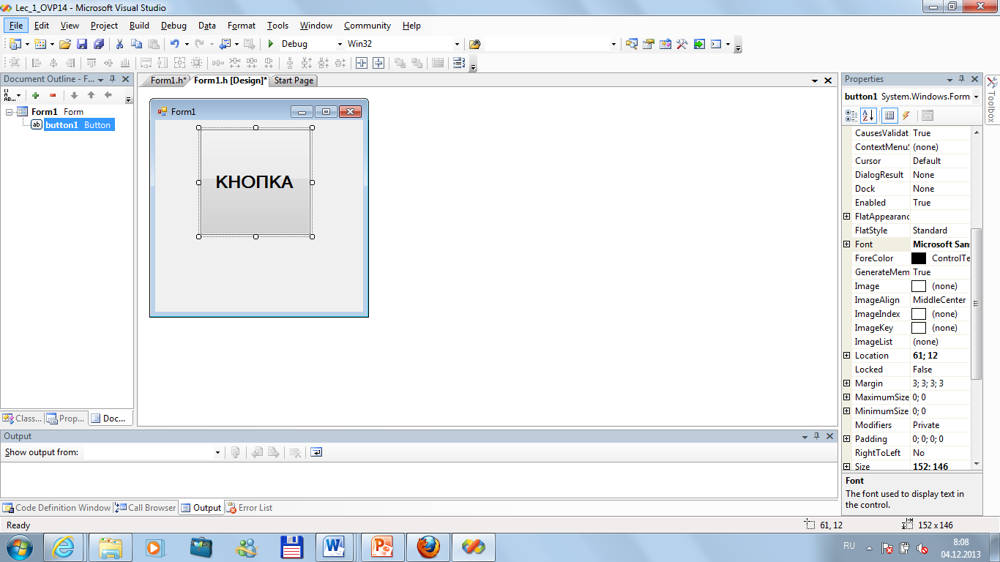 Lec_1_OVP14 - Microsoft Visual Studio
File Edit View Project Build Debug Data Format Tools Window Community Help
Debug Win32
Document Outline - F...
Form1.h* Form1.h [Design]* Start Page
Properties
Toolbox
button1 System.Windows.Form
Form1 Form
button1 Button
Form1
КНОПКА
CausesValidat True
ContextMenuS (none)
Cursor Default
DialogResult None
Dock None
Enabled True
FlatAppearanc
FlatStyle Standard
Font Microsoft San
ForeColor ControlTe
GenerateMem True
Image (none)
ImageAlign MiddleCenter
ImageIndex (none)
ImageKey (none)
ImageList (none)
Location 61; 12
Locked False
Margin 3; 3; 3; 3
MaximumSize 0; 0
MinimumSize 0; 0
Modifiers Private
Padding 0; 0; 0; 0
RightToLeft No
Size 152; 146
Font
The font used to display text in
the control.
Class... Prop... Doc...
Output
Show output from:
Code Definition Window Call Browser Output Error List
Ready 61, 12 152 x 146
RU 8:08
04.12.2013